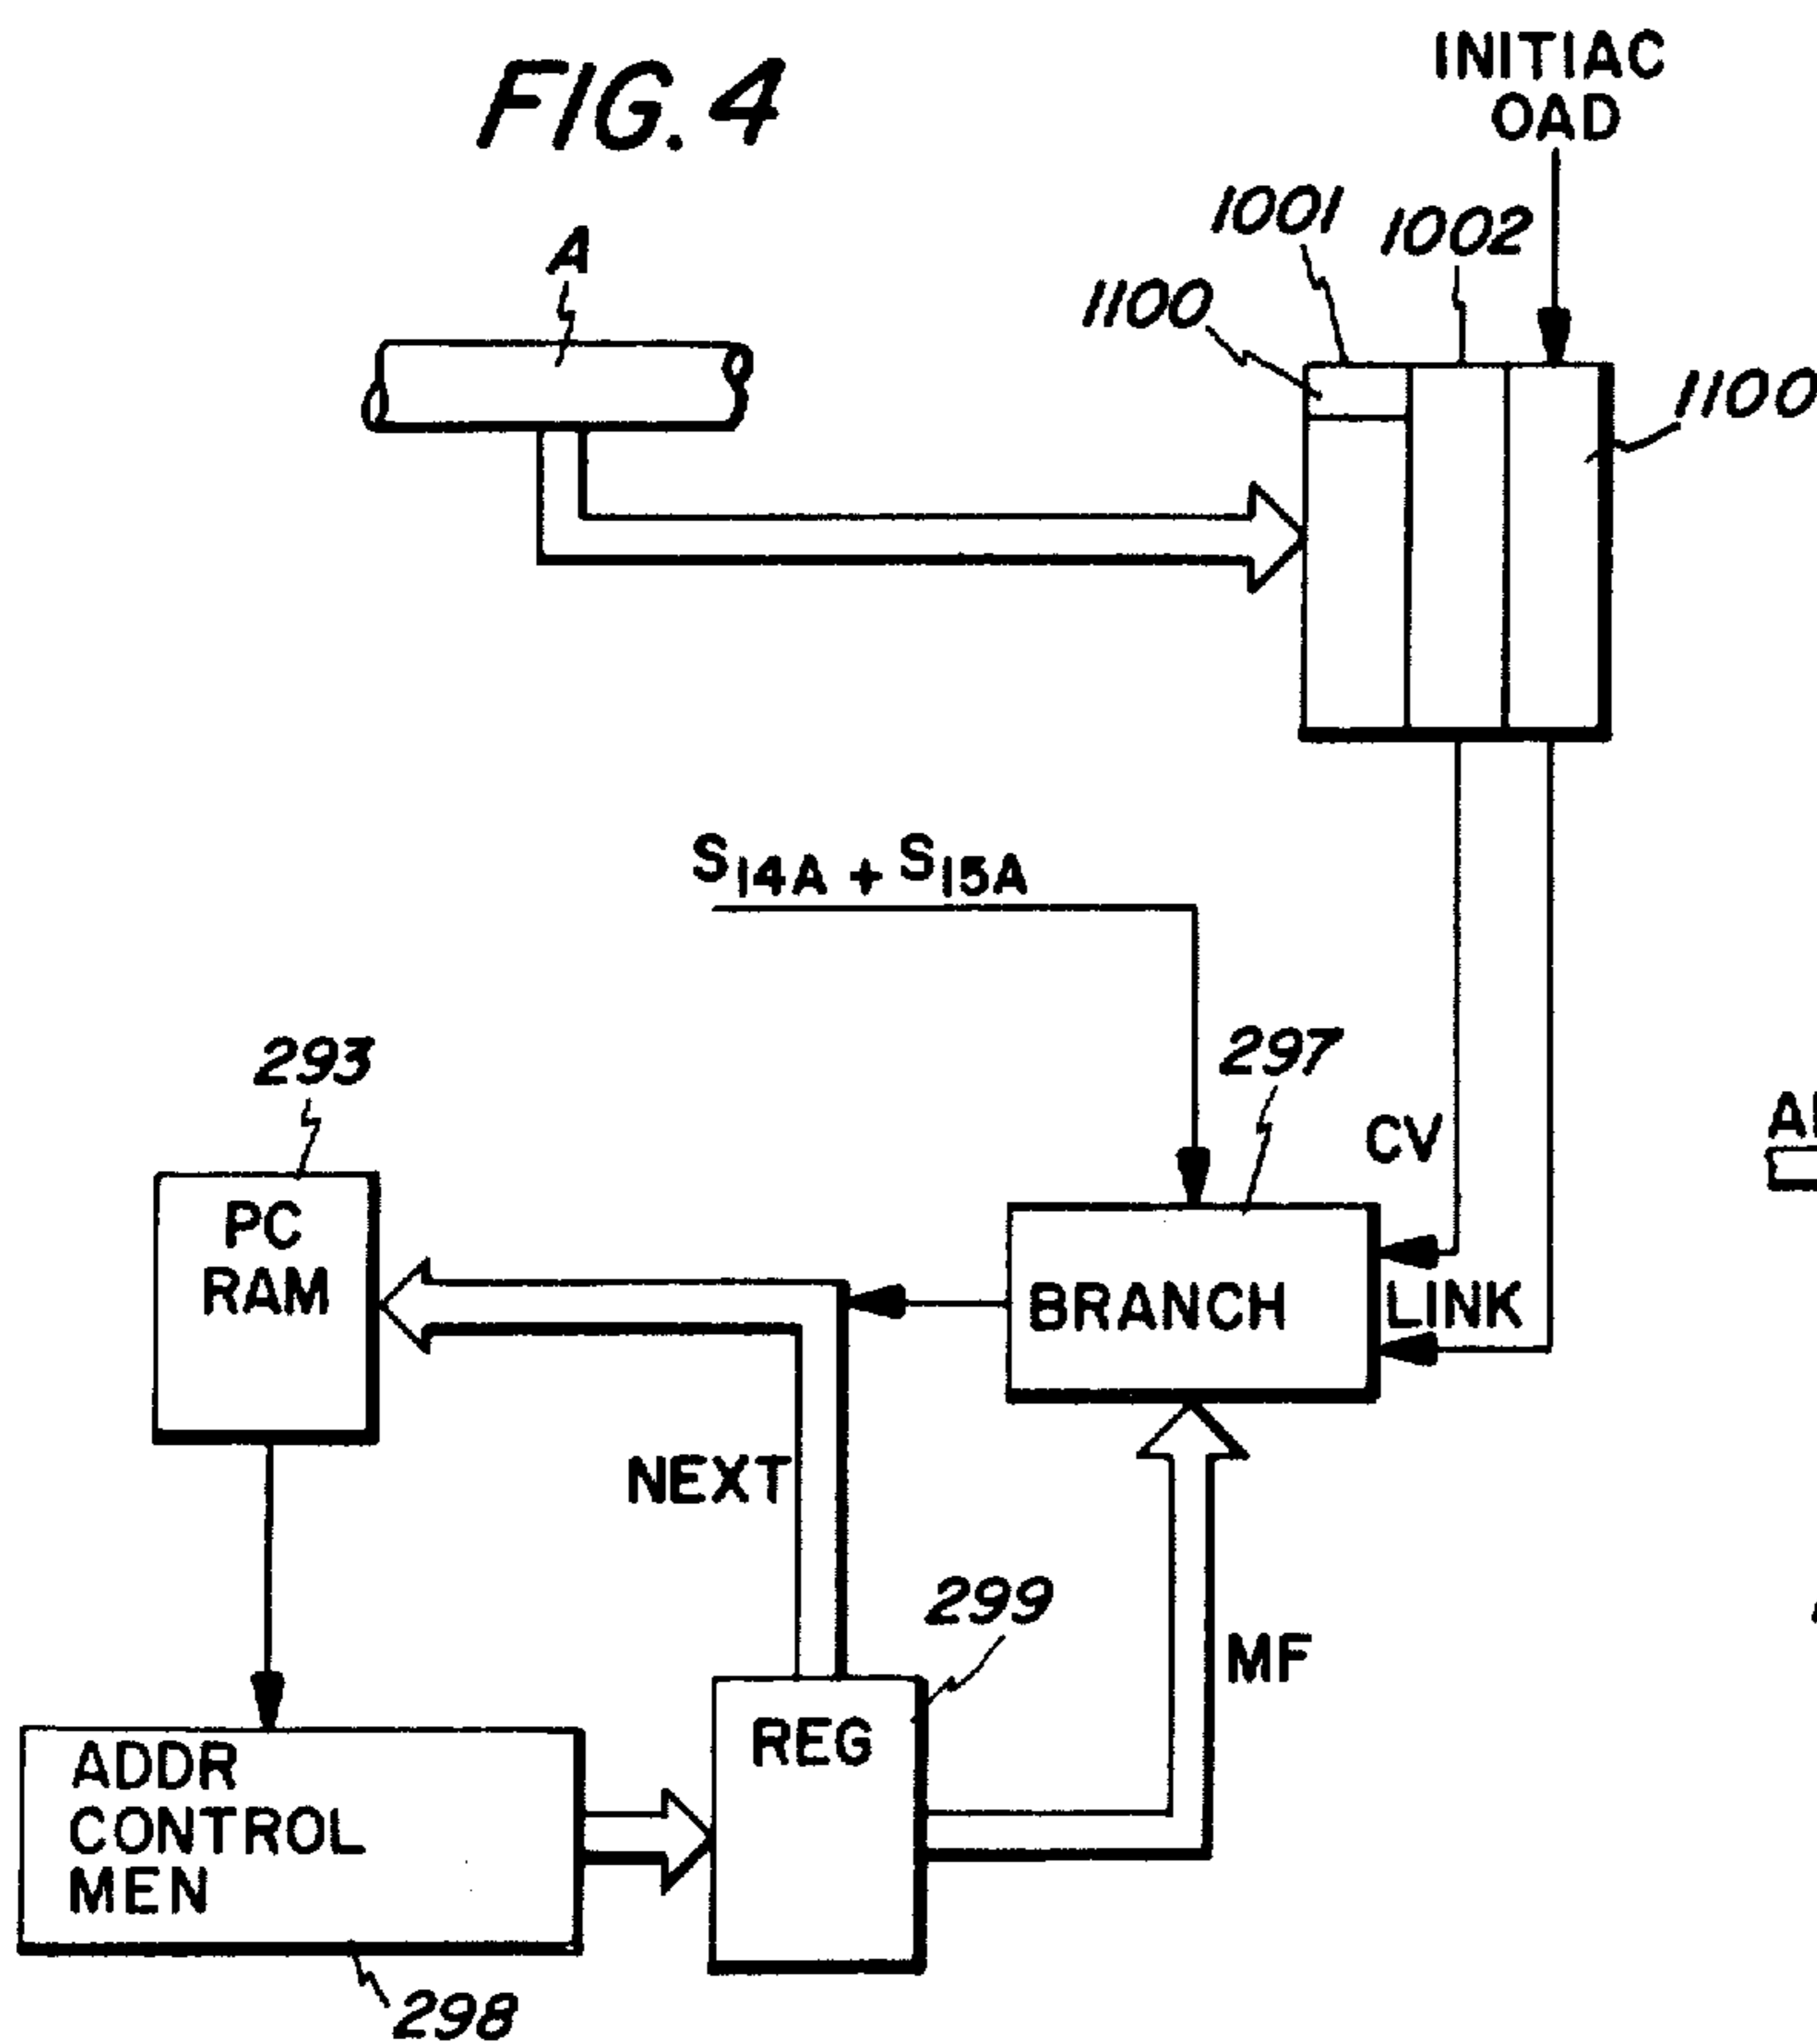 FIG. 4
INITIAC
OAD
1001
1002
A
1100
1100
S14A + S15A
293
297
CV
PC
RAM
BRANCH
LINK
NEXT
299
MF
REG
ADDR
CONTROL
MEN
298